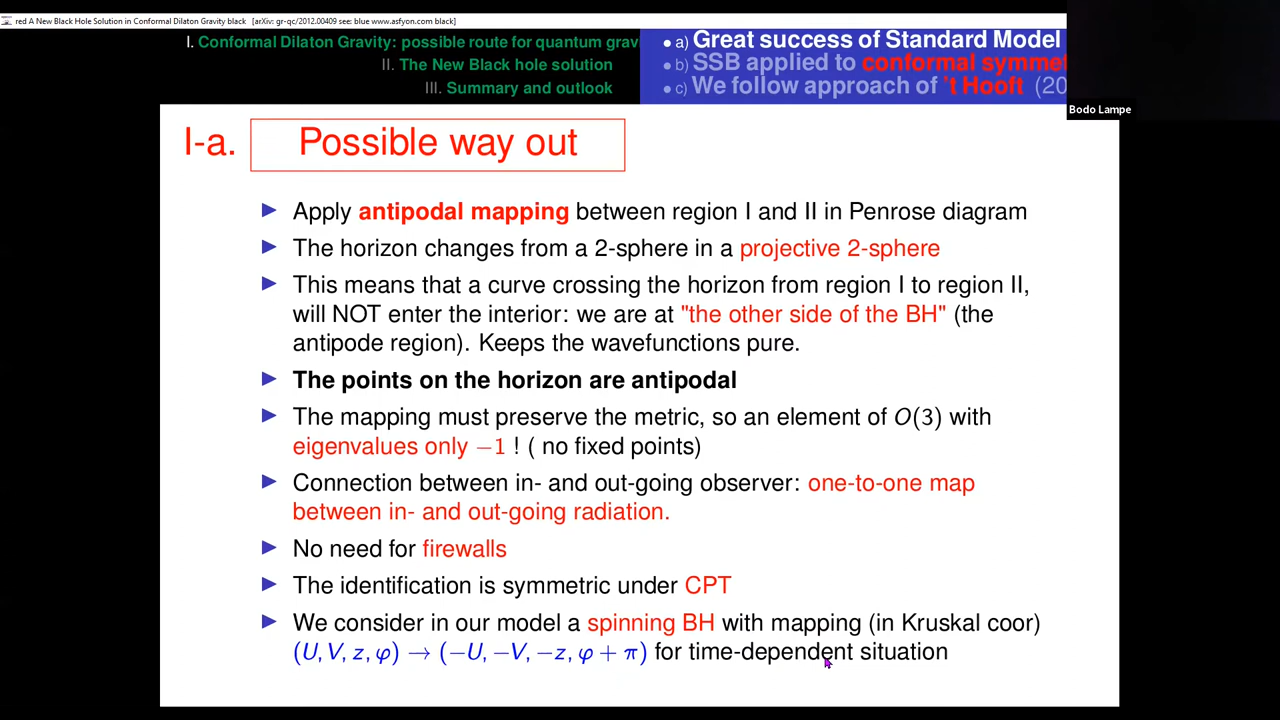 red A New Black Hole Solution in Conformal Dilaton Gravity black [arXiv: gr-qc/2012.00409 see: blue www.asfyon.com black]
I. Conformal Dilaton Gravity: possible route for quantum grav
II. The New Black hole solution
III. Summary and outlook
a) Great success of Standard Model
b) SSB applied to conformal symmet
c) We follow approach of 't Hooft (20
Bodo Lampe
I-a. Possible way out
Apply antipodal mapping between region I and II in Penrose diagram
The horizon changes from a 2-sphere in a projective 2-sphere
This means that a curve crossing the horizon from region I to region II,
will NOT enter the interior: we are at "the other side of the BH" (the
antipode region). Keeps the wavefunctions pure.
The points on the horizon are antipodal
The mapping must preserve the metric, so an element of O(3) with
eigenvalues only −1 ! ( no fixed points)
Connection between in- and out-going observer: one-to-one map
between in- and out-going radiation.
No need for firewalls
The identification is symmetric under CPT
We consider in our model a spinning BH with mapping (in Kruskal coor)
(U, V, z, φ) → (−U, −V, −z, φ + π) for time-dependent situation